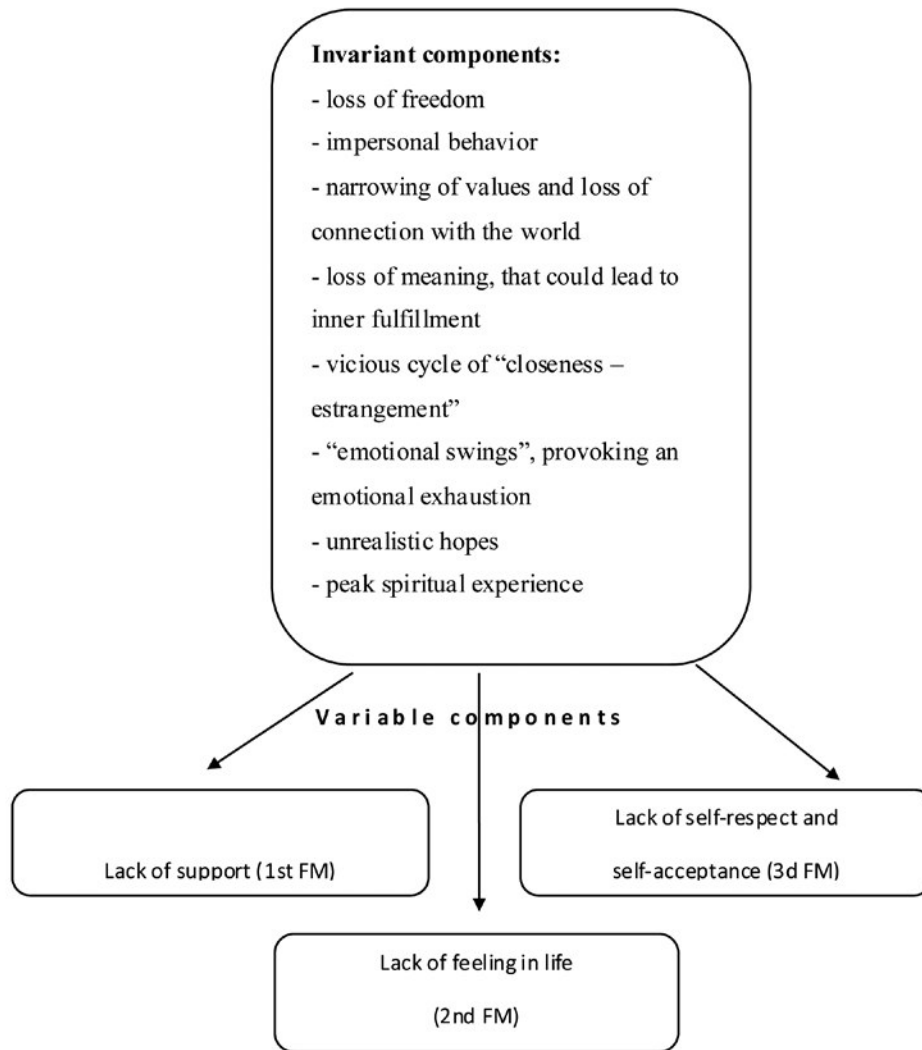 Invariant components:
- loss of freedom
- impersonal behavior
- narrowing of values and loss of
connection with the world
- loss of meaning, that could lead to
inner fulfillment
- vicious cycle of “closeness –
estrangement”
- “emotional swings”, provoking an
emotional exhaustion
- unrealistic hopes
- peak spiritual experience
Variable components
Lack of support (1st FM)
Lack of self-respect and
self-acceptance (3d FM)
Lack of feeling in life
(2nd FM)